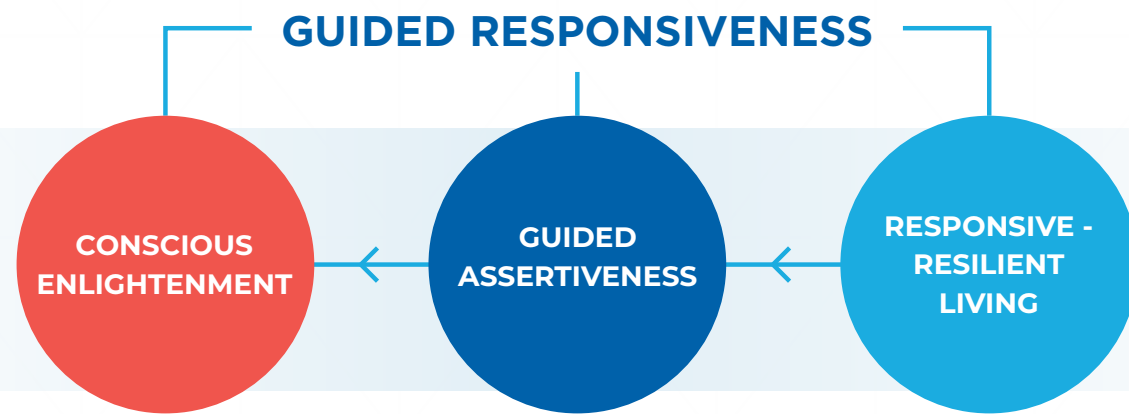 GUIDED RESPONSIVENESS
CONSCIOUS
ENLIGHTENMENT
GUIDED
ASSERTIVENESS
RESPONSIVE -
RESILIENT
LIVING